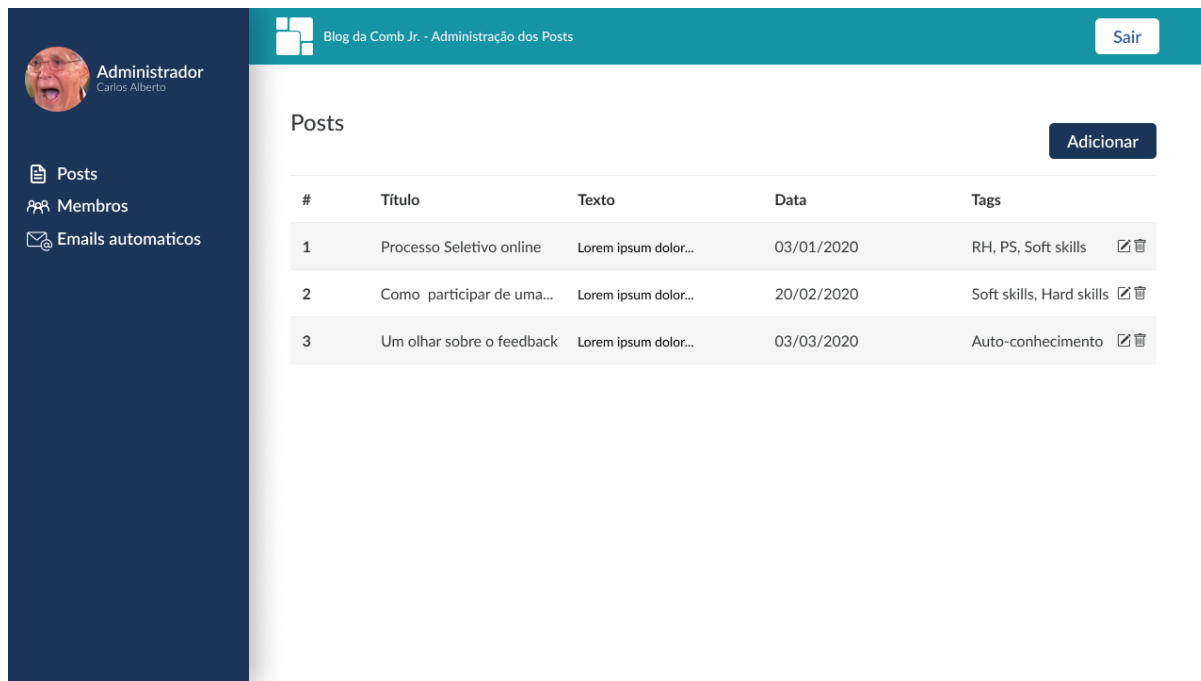 Blog da Comb Jr. - Administração dos Posts
Sair
Administrador
Carlos Alberto
Posts
Membros
Emails automaticos
Posts
Adicionar
# Título Texto Data Tags
1 Processo Seletivo online Lorem ipsum dolor... 03/01/2020 RH, PS, Soft skills
2 Como  participar de uma... Lorem ipsum dolor... 20/02/2020 Soft skills, Hard skills
3 Um olhar sobre o feedback Lorem ipsum dolor... 03/03/2020 Auto-conhecimento